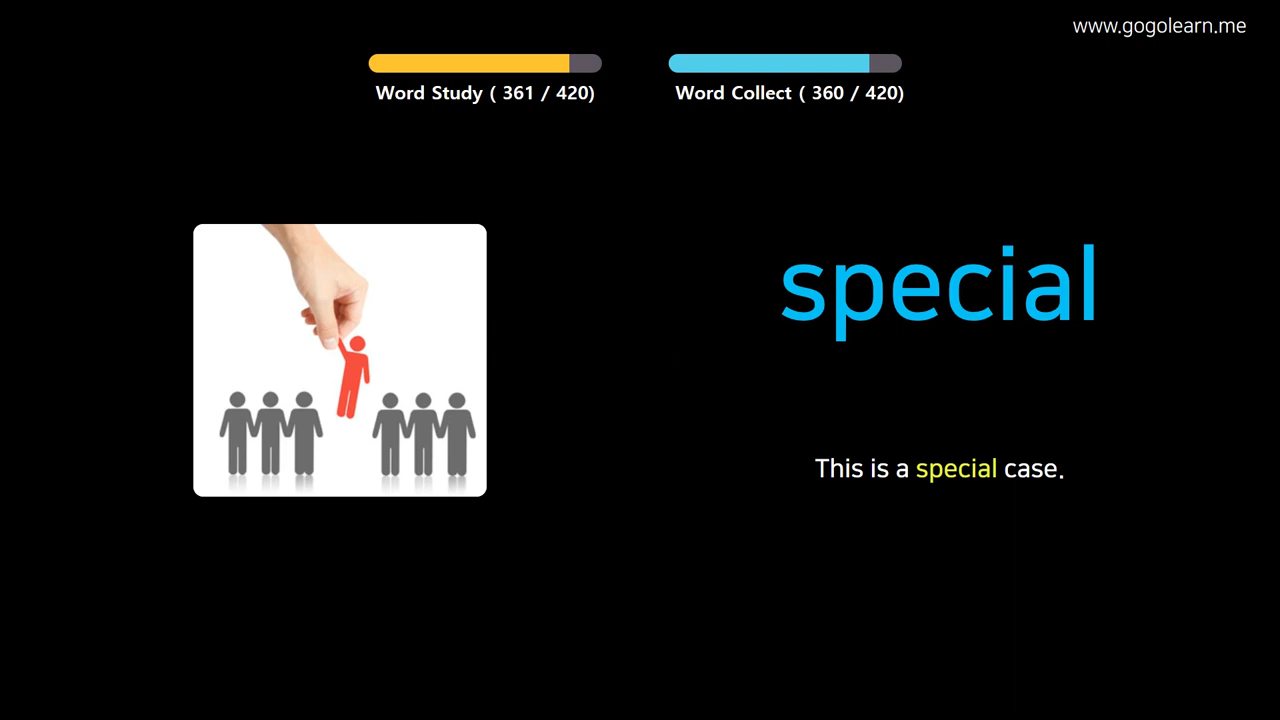 www.gogolearn.me
Word Study ( 361 / 420)
Word Collect ( 360 / 420)
special
This is a special case.